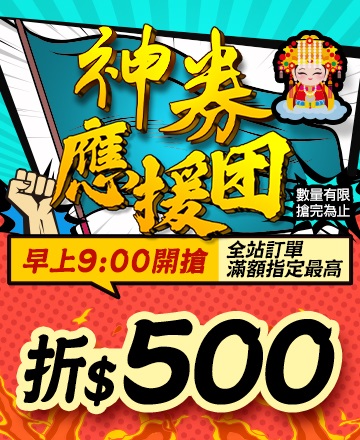 神券
應援団
數量有限
搶完為止
早上9:00開搶
全站訂單
滿額指定最高
折$500